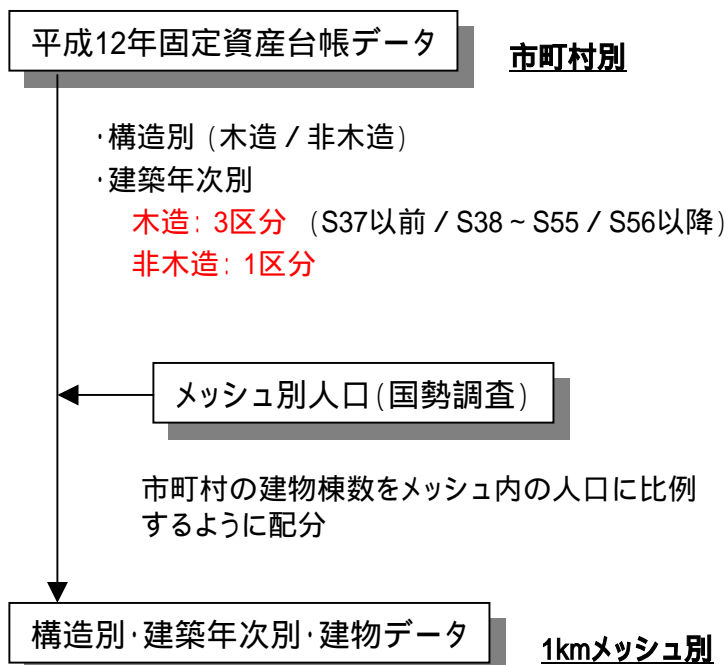 平成12年固定資産台帳データ
市町村別
・構造別（木造／非木造）
・建築年次別
木造：3区分（S37以前／S38～S55／S56以降）
非木造：1区分
メッシュ別人口（国勢調査）
市町村の建物棟数をメッシュ内の人口に比例
するように配分
構造別・建築年次別・建物データ
1kmメッシュ別